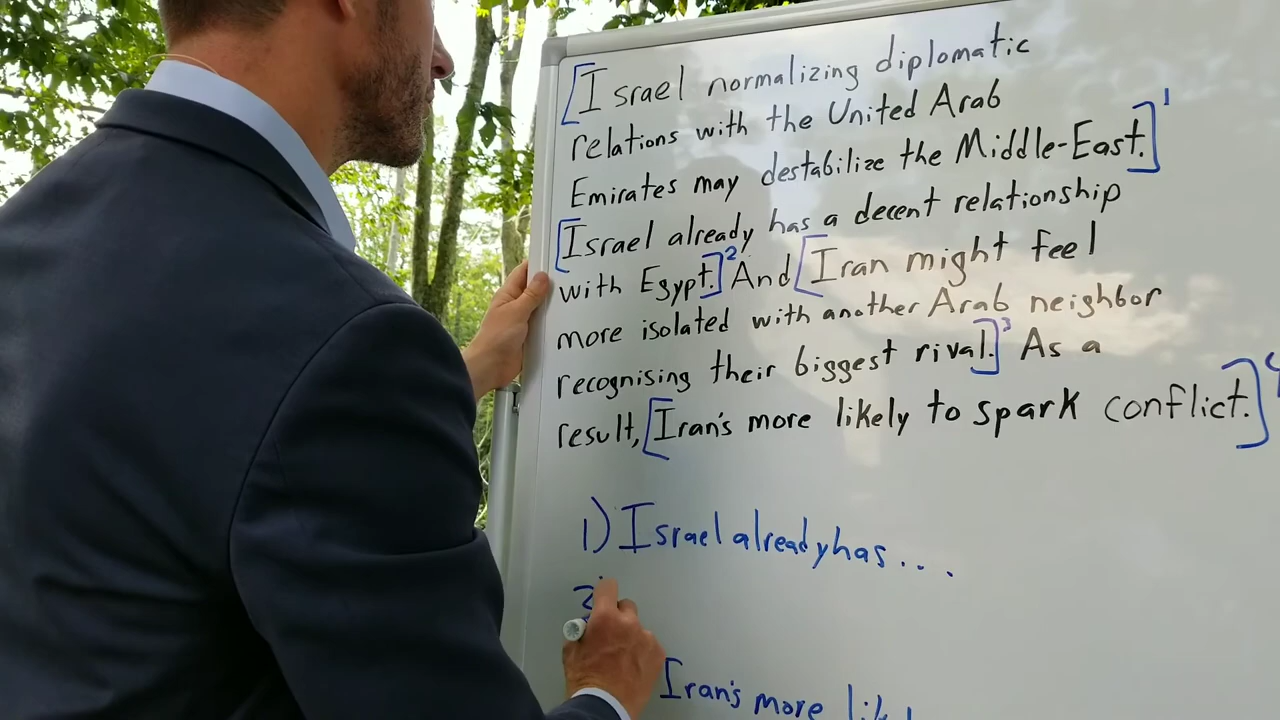 [Israel normalizing diplomatic
relations with the United Arab
Emirates may destabilize the Middle-East.]1
[Israel already has a decent relationship
with Egypt.]2 And [Iran might feel
more isolated with another Arab neighbor
recognising their biggest rival.]3 As a
result, [Iran's more likely to spark conflict.]4
1) Israel already has...
Iran's more